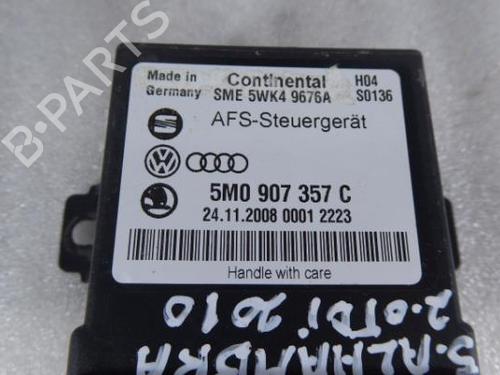 B-PARTS
Made in
Germany
Continental
SME 5WK4 9676A
H04
S0136
AFS-Steuergerät
5M0 907 357 C
24.11.2008 0001 2223
Handle with care
S.ALHAMBRA
2.0TDi 2010